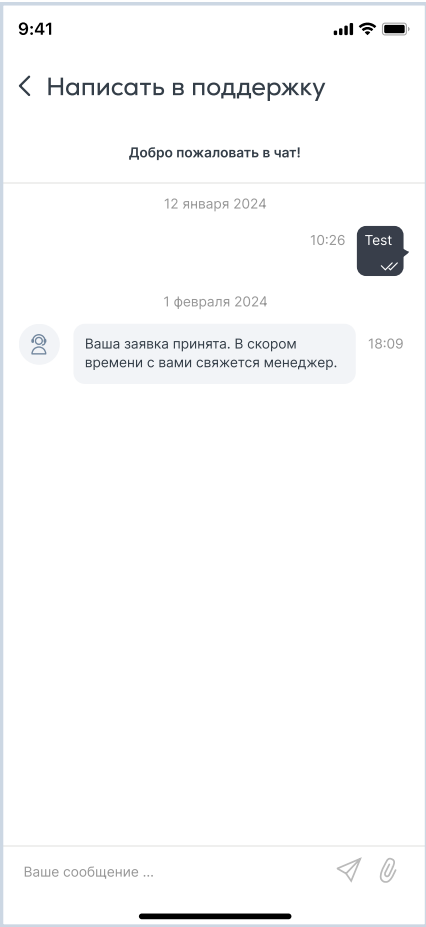 9:41
Написать в поддержку
Добро пожаловать в чат!
12 января 2024
10:26 Test
1 февраля 2024
Ваша заявка принята. В скором
времени с вами свяжется менеджер.
18:09
Ваше сообщение ...